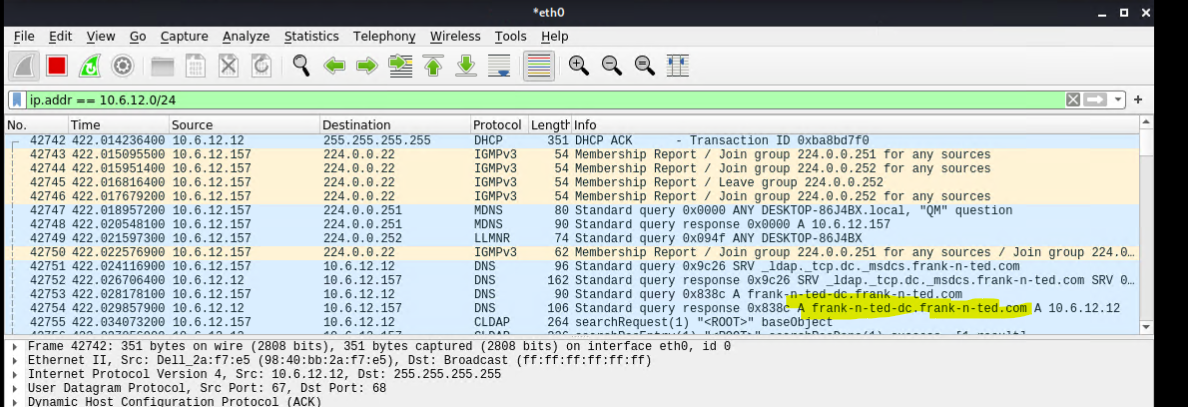 *eth0
File Edit View Go Capture Analyze Statistics Telephony Wireless Tools Help
ip.addr == 10.6.12.0/24
No. Time Source Destination Protocol Length Info
42742 422.014236400 10.6.12.12 255.255.255.255 DHCP 351 DHCP ACK - Transaction ID 0xba8bd7f0
42743 422.015095500 10.6.12.157 224.0.0.22 IGMPv3 54 Membership Report / Join group 224.0.0.251 for any sources
42744 422.015951400 10.6.12.157 224.0.0.22 IGMPv3 54 Membership Report / Join group 224.0.0.252 for any sources
42745 422.016816400 10.6.12.157 224.0.0.22 IGMPv3 54 Membership Report / Leave group 224.0.0.252
42746 422.017679200 10.6.12.157 224.0.0.22 IGMPv3 54 Membership Report / Join group 224.0.0.252 for any sources
42747 422.018957200 10.6.12.157 224.0.0.251 MDNS 80 Standard query 0x0000 ANY DESKTOP-86J4BX.local, "QM" question
42748 422.020548100 10.6.12.157 224.0.0.251 MDNS 90 Standard query response 0x0000 A 10.6.12.157
42749 422.021597300 10.6.12.157 224.0.0.252 LLMNR 74 Standard query 0x094f ANY DESKTOP-86J4BX
42750 422.022576900 10.6.12.157 224.0.0.22 IGMPv3 62 Membership Report / Join group 224.0.0.251 for any sources / Join group 224.0…
42751 422.024116900 10.6.12.157 10.6.12.12 DNS 96 Standard query 0x9c26 SRV _ldap._tcp.dc._msdcs.frank-n-ted.com
42752 422.026706400 10.6.12.12 10.6.12.157 DNS 162 Standard query response 0x9c26 SRV _ldap._tcp.dc._msdcs.frank-n-ted.com SRV 0…
42753 422.028178100 10.6.12.157 10.6.12.12 DNS 90 Standard query 0x838c A frank-n-ted-dc.frank-n-ted.com
42754 422.029857900 10.6.12.12 10.6.12.157 DNS 106 Standard query response 0x838c A frank-n-ted-dc.frank-n-ted.com A 10.6.12.12
42755 422.034073200 10.6.12.157 10.6.12.12 CLDAP 264 searchRequest(1) "<ROOT>" baseObject
Frame 42742: 351 bytes on wire (2808 bits), 351 bytes captured (2808 bits) on interface eth0, id 0
Ethernet II, Src: Dell_2a:f7:e5 (98:40:bb:2a:f7:e5), Dst: Broadcast (ff:ff:ff:ff:ff:ff)
Internet Protocol Version 4, Src: 10.6.12.12, Dst: 255.255.255.255
User Datagram Protocol, Src Port: 67, Dst Port: 68
Dynamic Host Configuration Protocol (ACK)